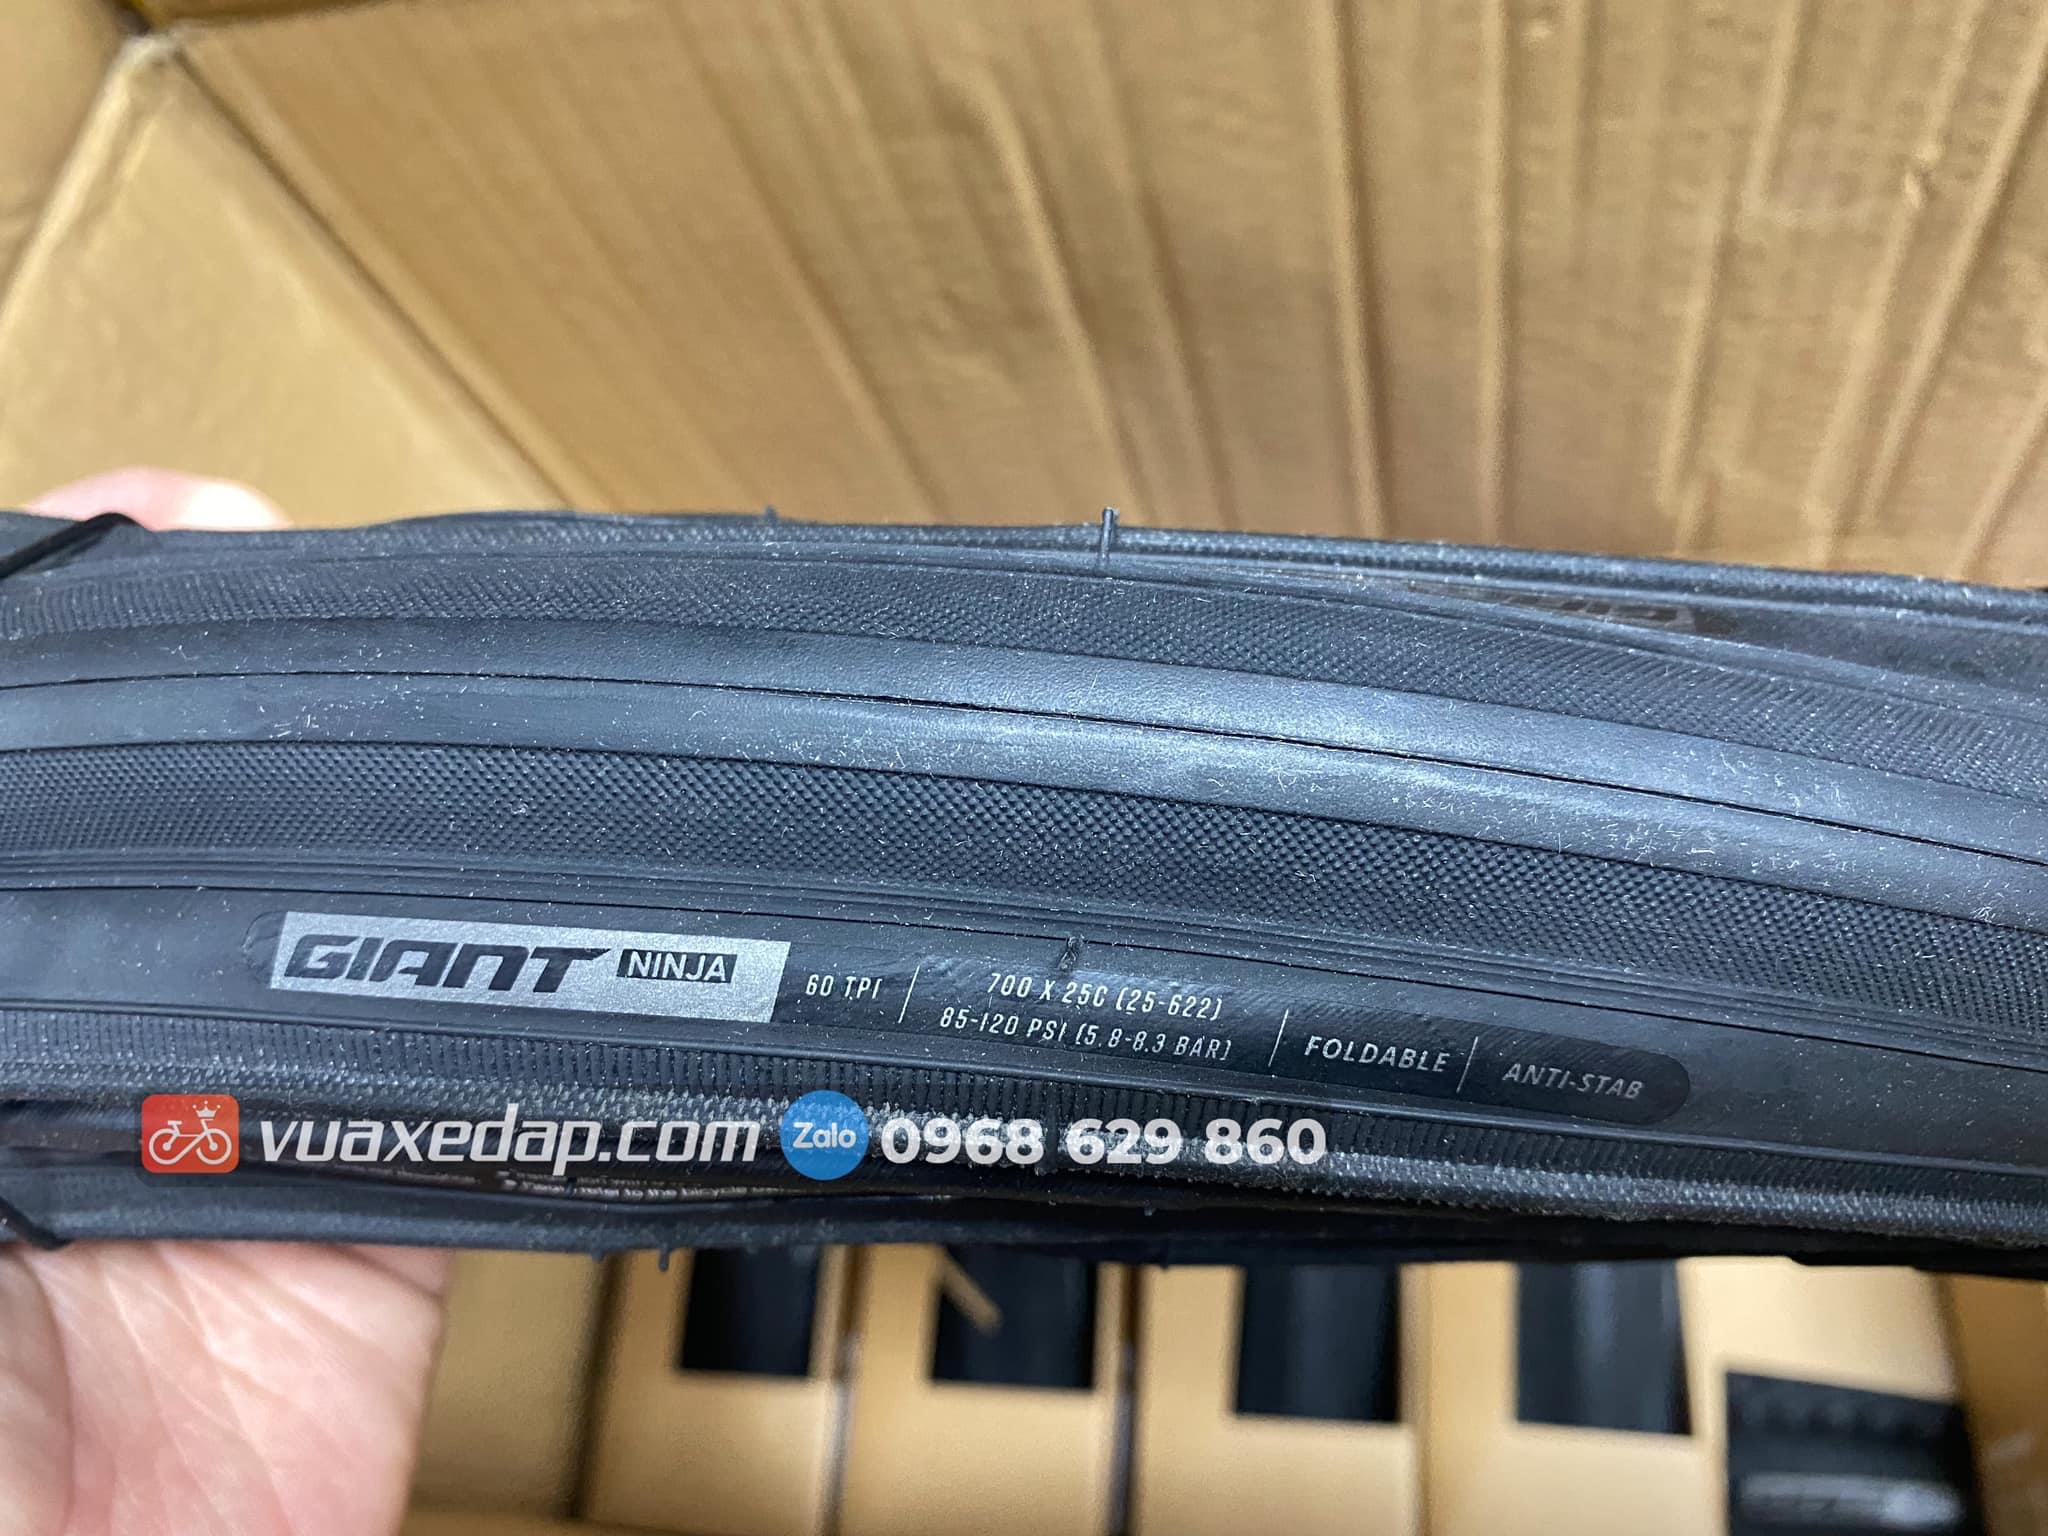 GIANT NINJA
60 TPI
700 X 25C (25-622)
85-120 PSI (5.8-8.3 BAR)
FOLDABLE
ANTI-STAB
vuaxedap.com Zalo 0968 629 860